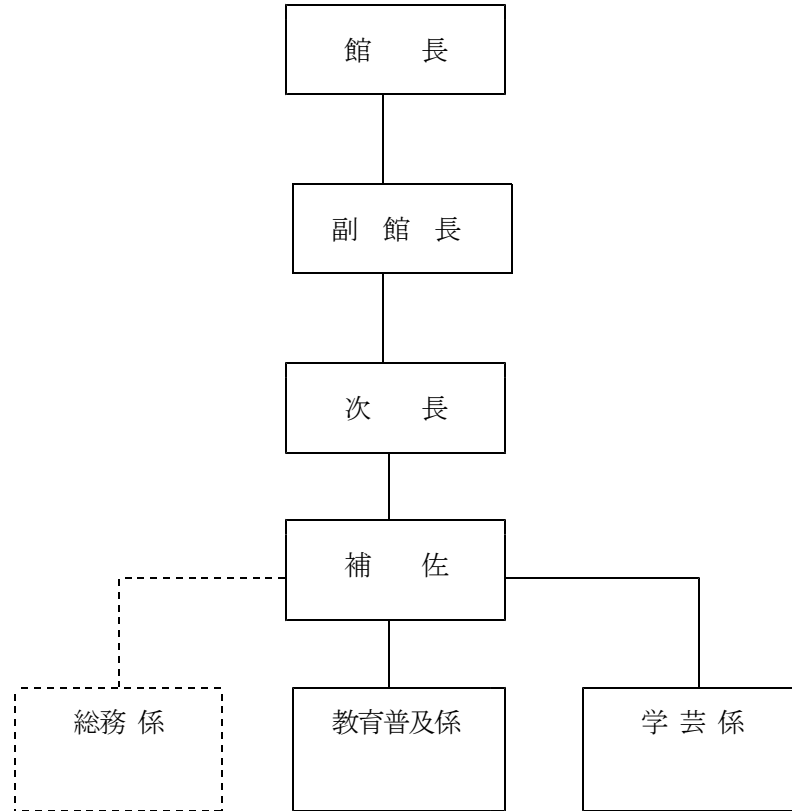 館　長
副　館　長
次　長
補　佐
総務 係
教育普及係
学 芸 係